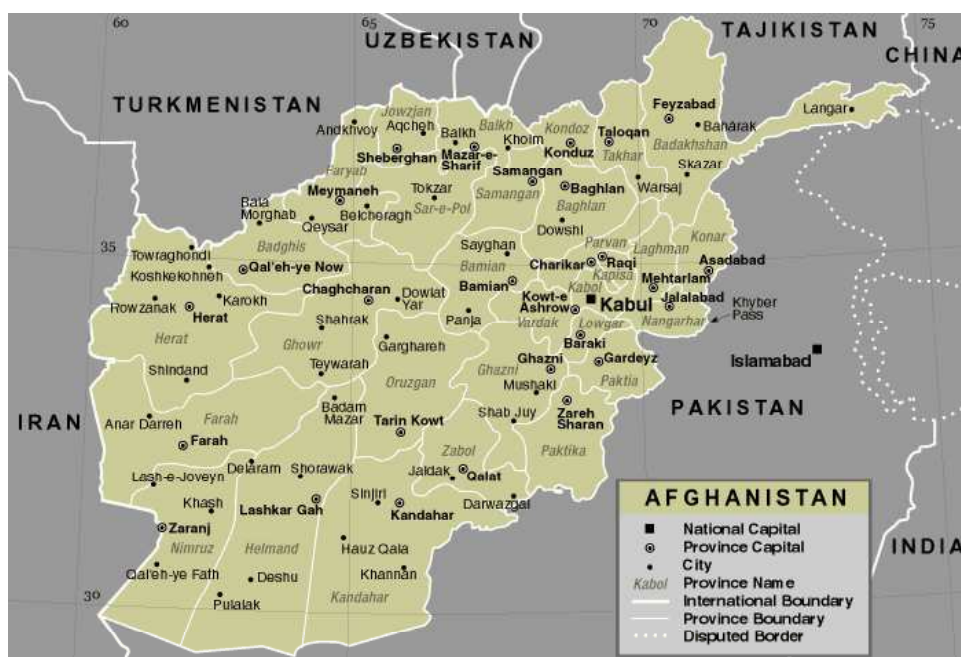 60
65
70
75
UZBEKISTAN
TAJIKISTAN
CHINA
TURKMENISTAN
Jowzjan
Andkhvoy
Aqcheh
Balkh
Balkh
Kholm
Kondoz
Konduz
Taloqan
Takhar
Feyzabad
Baharak
Badakhshan
Langar
Skazar
Sheberghan
Mazar-e-
Sharif
Faryab
Meymaneh
Samangan
Samangan
Baghlan
Baghlan
Warsaj
Tokzar
Sar-e-Pol
Belcheragh
Bala
Morghab
Qeysar
Dowshi
Badghis
35
Towraghondi
Koshkekohneh
Qal'eh-ye Now
Sayghan
Bamian
Bamian
Parvan
Charikar
Raqi
Kapisa
Laghman
Konar
Asadabad
Mehtarlam
Chaghcharan
Dowlat
Yar
Panja
Kowt-e
Ashrow
Kabol
Kabul
Jalalabad
Khyber
Pass
Nangarhar
Rowzanak
Karokh
Herat
Herat
Shahrak
Ghowr
Garghareh
Vardak
Lowgar
Baraki
Islamabad
Teywarah
Shindand
Oruzgan
Ghazni
Ghazni
Gardeyz
Mushaki
Paktia
PAKISTAN
IRAN
Anar Darreh
Farah
Farah
Badam
Mazar
Tarin Kowt
Shab Juy
Zareh
Sharan
Paktika
Zabol
Delaram
Shorawak
Jaldak
Qalat
Lash-e-Joveyn
Khash
Lashkar Gah
Sinjiri
Kandahar
Darwazgai
Zaranj
Nimruz
Helmand
Hauz Qala
Qal'eh-ye Fath
Deshu
Khannan
Pulalak
Kandahar
30
INDIA
AFGHANISTAN
National Capital
Province Capital
City
Kabol Province Name
International Boundary
Province Boundary
Disputed Border